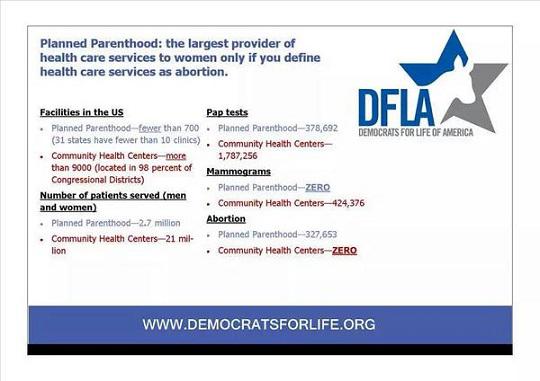 Planned Parenthood: the largest provider of
health care services to women only if you define
health care services as abortion.
DFLA
DEMOCRATS FOR LIFE OF AMERICA
Facilities in the US
• Planned Parenthood—fewer than 700
(31 states have fewer than 10 clinics)
• Community Health Centers—more
than 9000 (located in 98 percent of
Congressional Districts)
Number of patients served (men
and women)
• Planned Parenthood—2.7 million
• Community Health Centers—21 mil-
lion
Pap tests
• Planned Parenthood—378,692
• Community Health Centers—
1,787,256
Mammograms
• Planned Parenthood—ZERO
• Community Health Centers—424,376
Abortion
• Planned Parenthood—327,653
• Community Health Centers—ZERO
WWW.DEMOCRATSFORLIFE.ORG